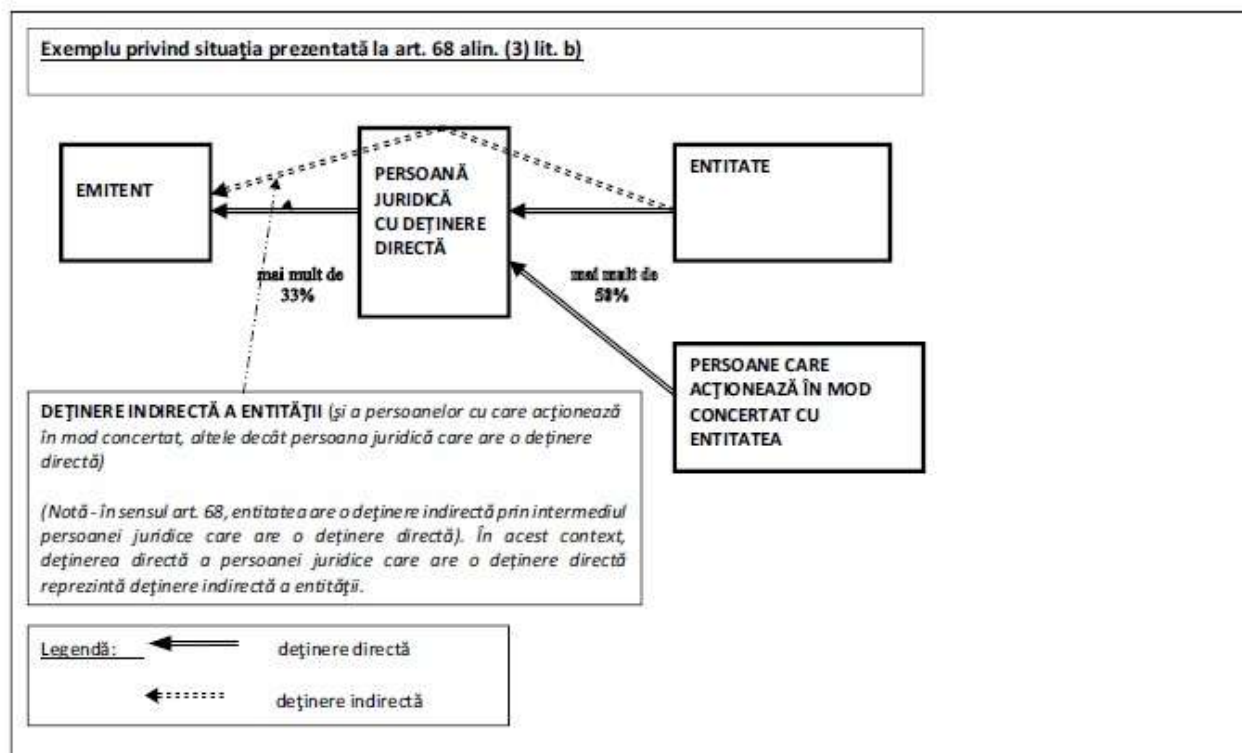 Exemplu privind situaţia prezentată la art. 68 alin. (3) lit. b)
EMITENT
PERSOANĂ
JURIDICĂ
CU DEŢINERE
DIRECTĂ
ENTITATE
mai mult de
33%
mai mult de
PERSOANE CARE
ACŢIONEAZĂ ÎN MOD
CONCERTAT CU
ENTITATEA
DEŢINERE INDIRECTĂ A ENTITĂŢII (şi a persoanelor cu care acţionează
în mod concertat, altele decât persoana juridică care are o deţinere
directă)
(Notă - în sensul art. 68, entitatea are o deţinere indirectă prin intermediul
persoanei juridice care are o deţinere directă). În acest context,
deţinerea directă a persoanei juridice care are o deţinere directă
reprezintă deţinere indirectă a entităţii.
Legendă:
deţinere directă
deţinere indirectă